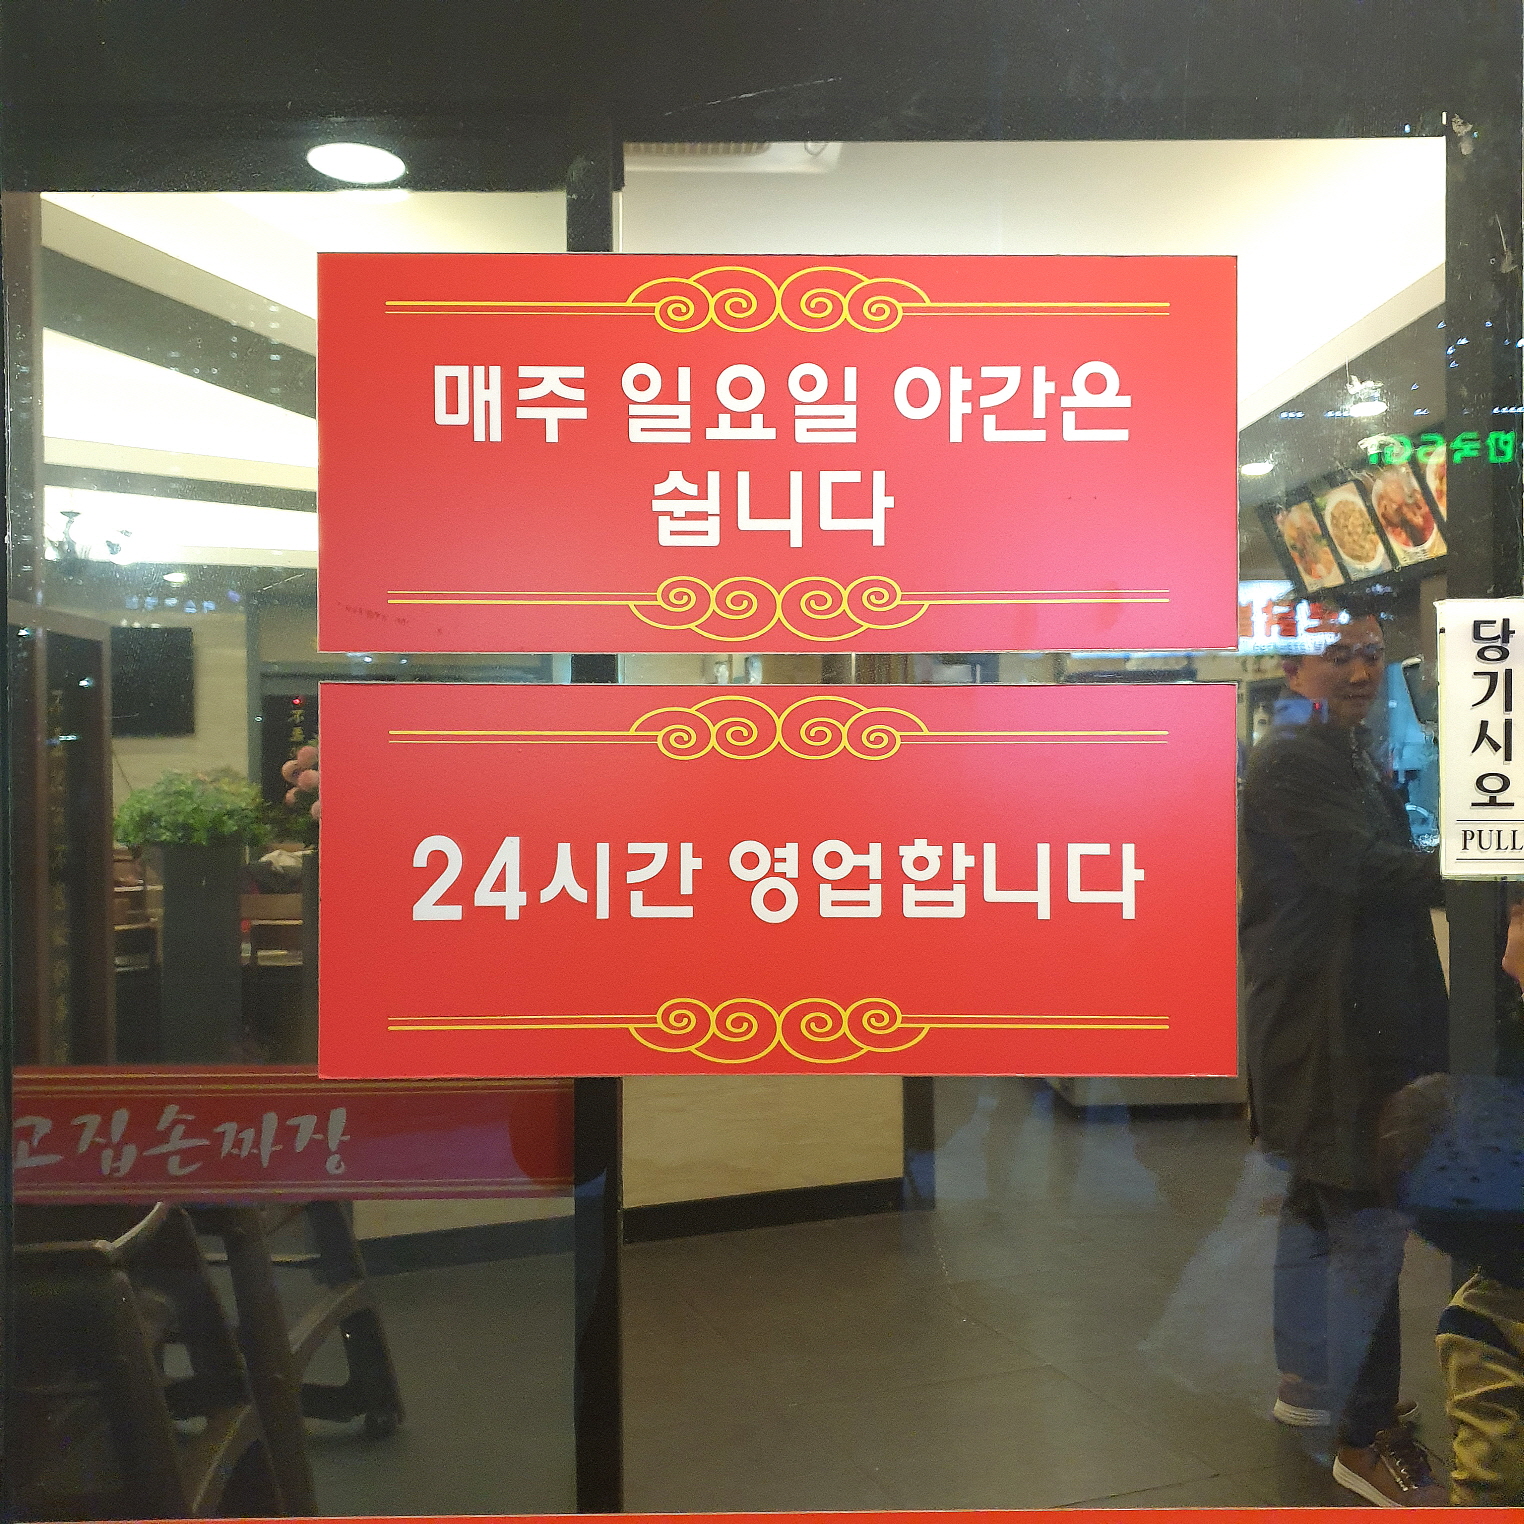 매주 일요일 야간은
쉽니다
24시간 영업합니다
당기시오
PULL
고집손짜장